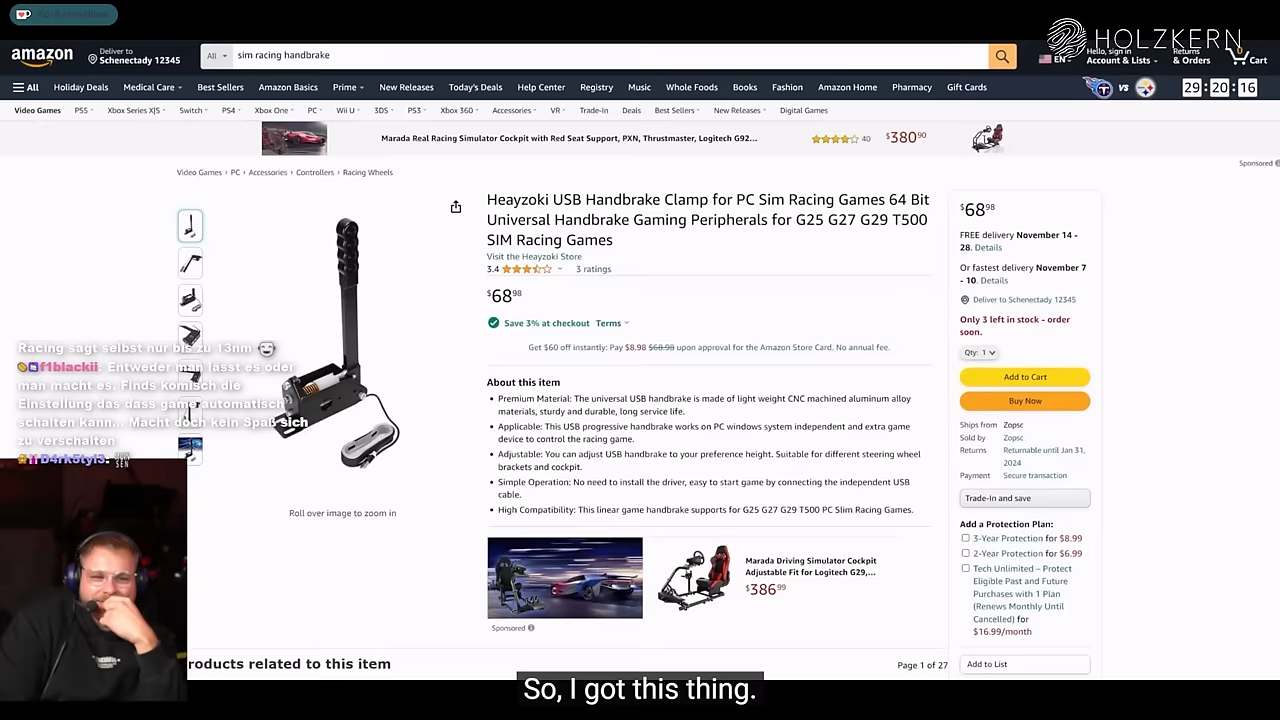 HOLZKERN
amazon
Deliver to
Schenectady 12345
All
sim racing handbrake
EN
Hello, sign in
Account & Lists
Returns
& Orders
0
Cart
All
Holiday Deals
Medical Care
Best Sellers
Amazon Basics
Prime
New Releases
Today's Deals
Help Center
Registry
Music
Whole Foods
Books
Fashion
Amazon Home
Pharmacy
Gift Cards
VS
29:20:16
Video Games
PS5
Xbox Series X|S
Switch
PS4
Xbox One
PC
Wii U
3DS
PS3
Xbox 360
Accessories
VR
Trade-In
Deals
Best Sellers
New Releases
Digital Games
Marada Real Racing Simulator Cockpit with Red Seat Support, PXN, Thrustmaster, Logitech G92...
40
$380.90
Sponsored
Video Games › PC › Accessories › Controllers › Racing Wheels
Heayzoki USB Handbrake Clamp for PC Sim Racing Games 64 Bit
Universal Handbrake Gaming Peripherals for G25 G27 G29 T500
SIM Racing Games
Visit the Heayzoki Store
3.4
3 ratings
$68.98
Save 3% at checkout Terms
Get $60 off instantly: Pay $8.98 $68.98 upon approval for the Amazon Store Card. No annual fee.
About this item
• Premium Material: The universal USB handbrake is made of light weight CNC machined aluminum alloy
materials, sturdy and durable, long service life.
• Applicable: This USB progressive handbrake works on PC windows system independent and extra game
device to control the racing game.
• Adjustable: You can adjust USB handbrake to your preference height. Suitable for different steering wheel
brackets and cockpit.
• Simple Operation: No need to install the driver, easy to start game by connecting the independent USB
cable.
• High Compatibility: This linear game handbrake supports for G25 G27 G29 T500 PC Slim Racing Games.
Roll over image to zoom in
Marada Driving Simulator Cockpit
Adjustable Fit for Logitech G29,...
$386.99
Sponsored
$68.98
FREE delivery November 14 -
28. Details
Or fastest delivery November 7
- 10. Details
Deliver to Schenectady 12345
Only 3 left in stock - order
soon.
Qty: 1
Add to Cart
Buy Now
Ships from Zopsc
Sold by Zopsc
Returns Returnable until Jan 31,
2024
Payment Secure transaction
Trade-In and save
Add a Protection Plan:
3-Year Protection for $8.99
2-Year Protection for $6.99
Tech Unlimited – Protect
Eligible Past and Future
Purchases with 1 Plan
(Renews Monthly Until
Cancelled) for
$16.99/month
Add to List
Racing sagt selbst nur bis zu 13nm
f1blackii: Entweder man lässt es oder
man macht es. FInds komisch die
Einstellung das dass game automatisch
schalten kann... Macht doch kein Spaß sich
zu verschalten
D4rk5tyl3:
roducts related to this item
Page 1 of 27
So, I got this thing.